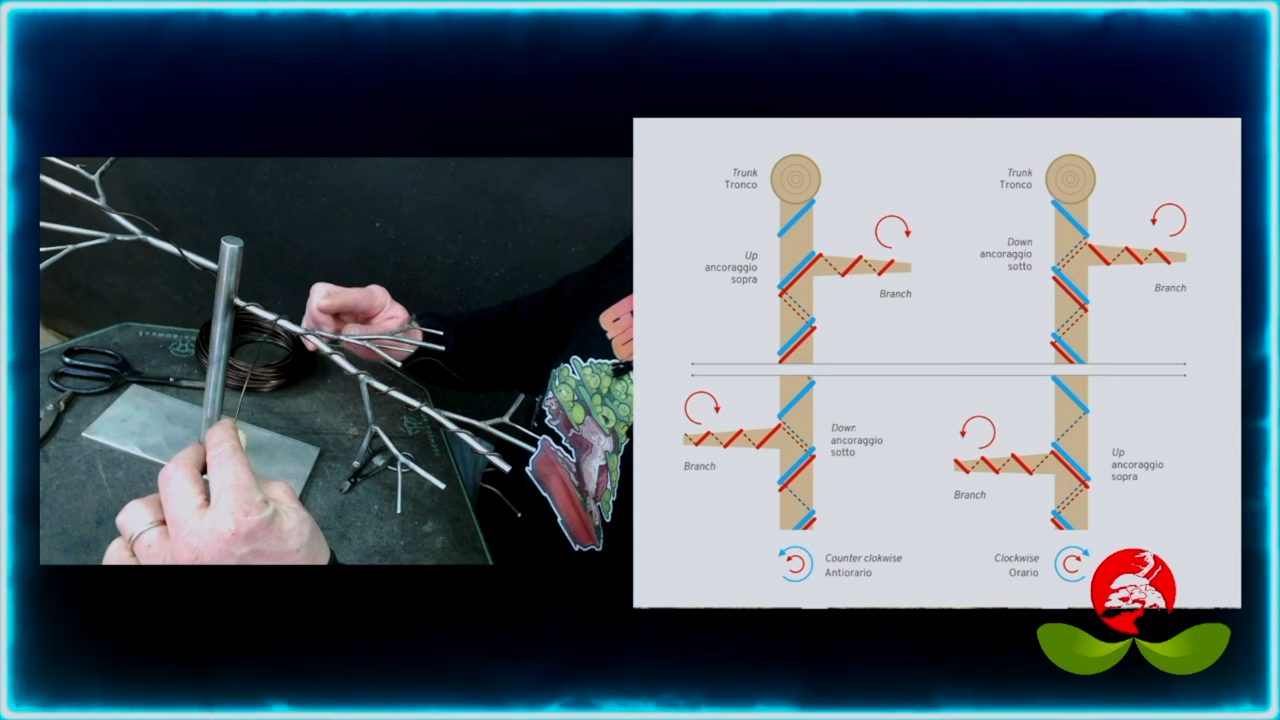 Trunk
Tronco
Up
ancoraggio
sopra
Branch
Trunk
Tronco
Down
ancoraggio
sotto
Branch
Branch
Down
ancoraggio
sotto
Branch
Up
ancoraggio
sopra
Counter clokwise
Antiorario
Clockwise
Orario